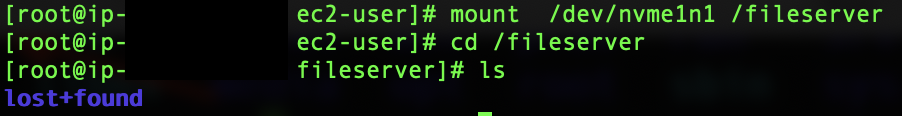 [root@ip- ec2-user]# mount  /dev/nvme1n1 /fileserver
[root@ip- ec2-user]# cd /fileserver
[root@ip- fileserver]# ls
lost+found